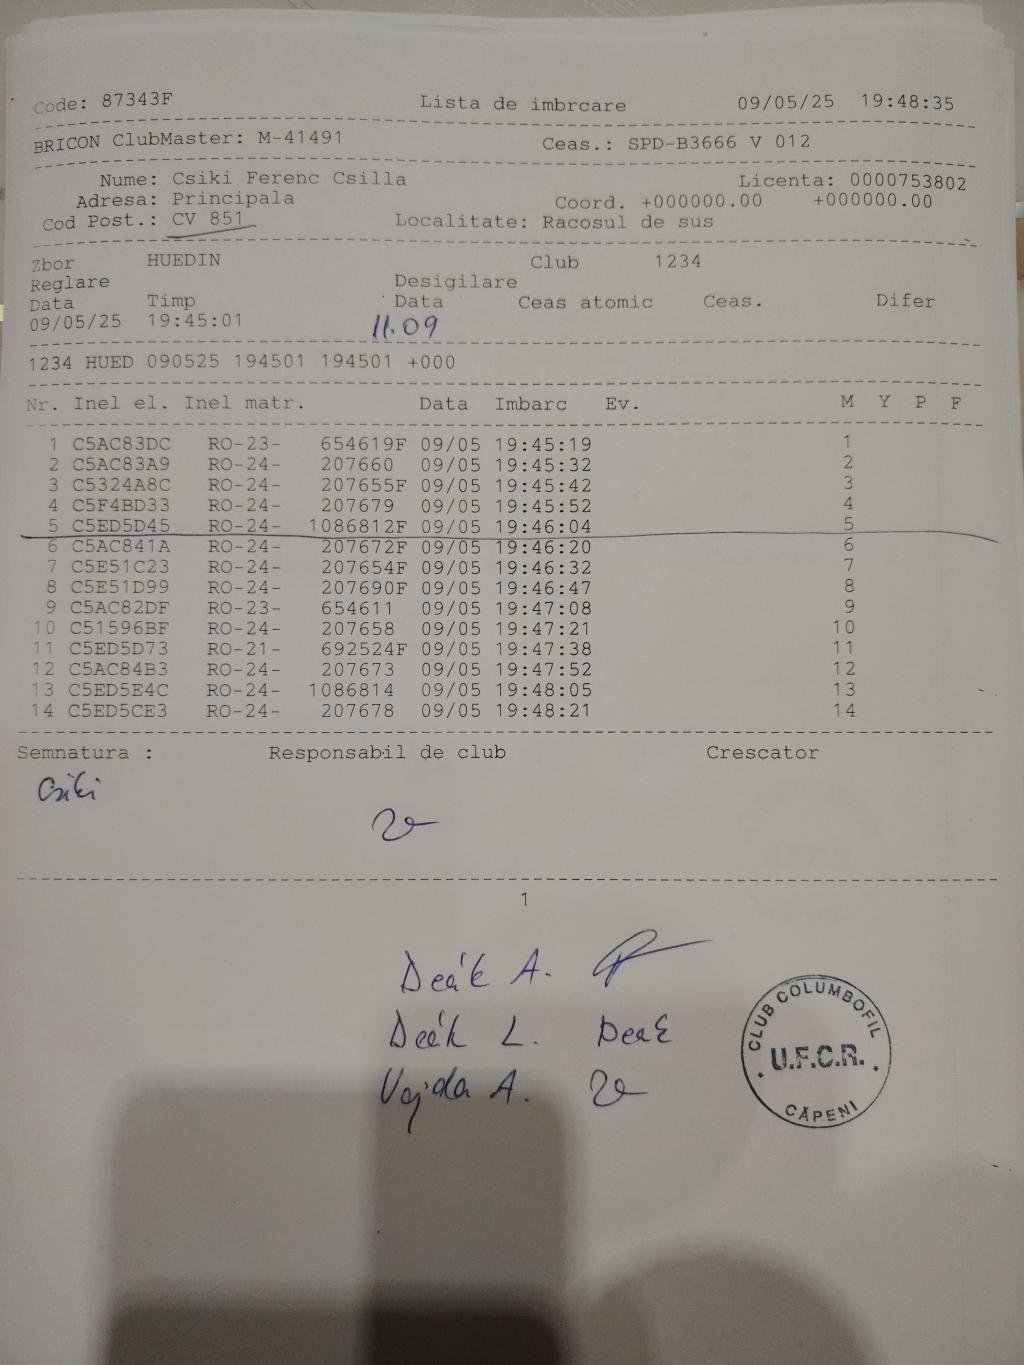 Code: 87343F Lista de imbrcare 09/05/25 19:48:35
BRICON ClubMaster: M-41491 Ceas.: SPD-B3666 V 012
Nume: Csiki Ferenc Csilla Licenta: 0000753802
Adresa: Principala Coord. +000000.00 +000000.00
Cod Post.: CV 851 Localitate: Racosul de sus
Zbor HUEDIN Club 1234
Reglare Desigilare
Data Timp Data Ceas atomic Ceas. Difer
09/05/25 19:45:01 11.09
1234 HUED 090525 194501 194501 +000
Nr. Inel el. Inel matr. Data Imbarc Ev. M Y P F
1 C5AC83DC RO-23- 654619F 09/05 19:45:19 1
2 C5AC83A9 RO-24- 207660 09/05 19:45:32 2
3 C5324A8C RO-24- 207655F 09/05 19:45:42 3
4 C5F4BD33 RO-24- 207679 09/05 19:45:52 4
5 C5ED5D45 RO-24- 1086812F 09/05 19:46:04 5
6 C5AC841A RO-24- 207672F 09/05 19:46:20 6
7 C5E51C23 RO-24- 207654F 09/05 19:46:32 7
8 C5E51D99 RO-24- 207690F 09/05 19:46:47 8
9 C5AC82DF RO-23- 654611 09/05 19:47:08 9
10 C51596BF RO-24- 207658 09/05 19:47:21 10
11 C5ED5D73 RO-21- 692524F 09/05 19:47:38 11
12 C5AC84B3 RO-24- 207673 09/05 19:47:52 12
13 C5ED5E4C RO-24- 1086814 09/05 19:48:05 13
14 C5ED5CE3 RO-24- 207678 09/05 19:48:21 14
Semnatura : Responsabil de club Crescator
Csiki
1
Deák A.
Deák L. Deak
Vajda A.
CLUB COLUMBOFIL
U.F.C.R.
CĂPENI